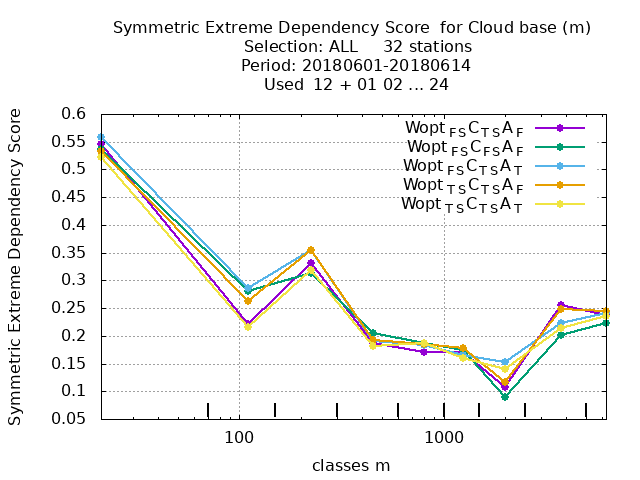 Symmetric Extreme Dependency Score  for Cloud base (m)
Selection: ALL     32 stations
Period: 20180601-20180614
Used  12 + 01 02 ... 24
Symmetric Extreme Dependency Score
0.6
0.55
0.5
0.45
0.4
0.35
0.3
0.25
0.2
0.15
0.1
0.05
Wopt FS C TS A F
Wopt FS C FS A F
Wopt FS C TS A T
Wopt TS C TS A F
Wopt TS C TS A T
100 1000
classes m